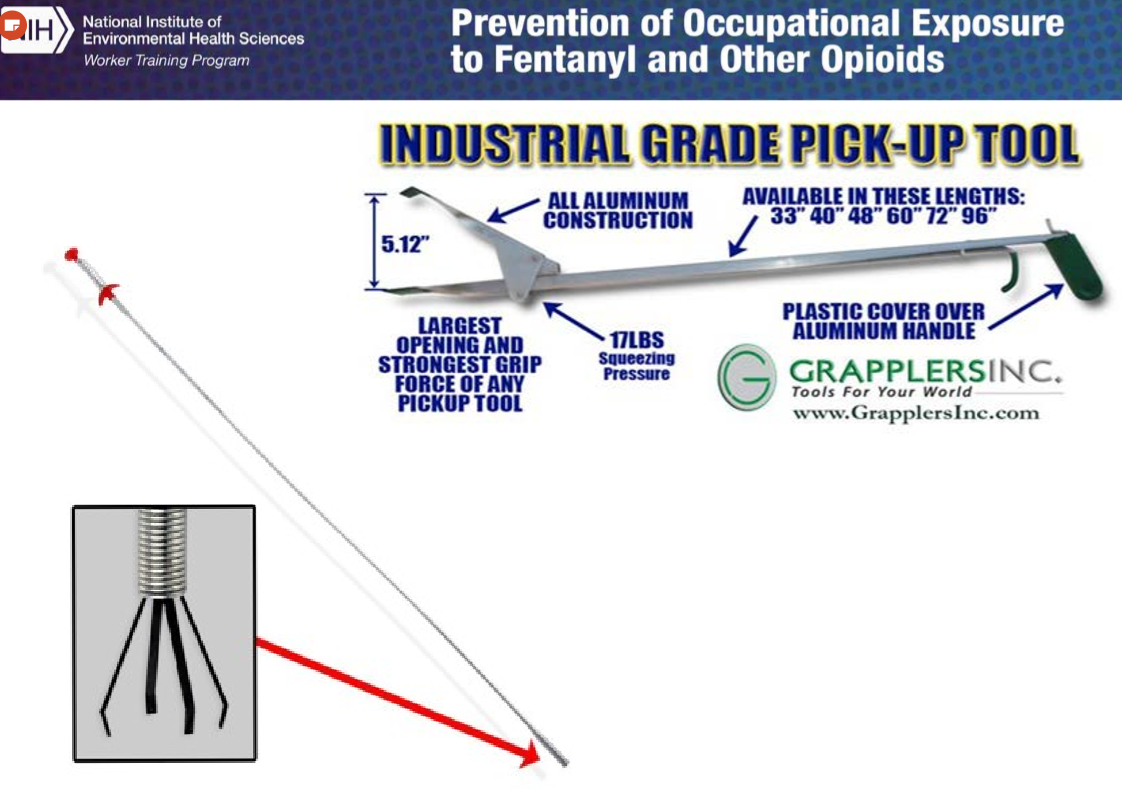 NIH
National Institute of
Environmental Health Sciences
Worker Training Program
Prevention of Occupational Exposure
to Fentanyl and Other Opioids
INDUSTRIAL GRADE PICK-UP TOOL
ALL ALUMINUM
CONSTRUCTION
AVAILABLE IN THESE LENGTHS:
33” 40” 48” 60” 72” 96”
5.12”
LARGEST
OPENING AND
STRONGEST GRIP
FORCE OF ANY
PICKUP TOOL
17LBS
Squeezing
Pressure
PLASTIC COVER OVER
ALUMINUM HANDLE
G
GRAPPLERSINC.
Tools For Your World
www.GrapplersInc.com